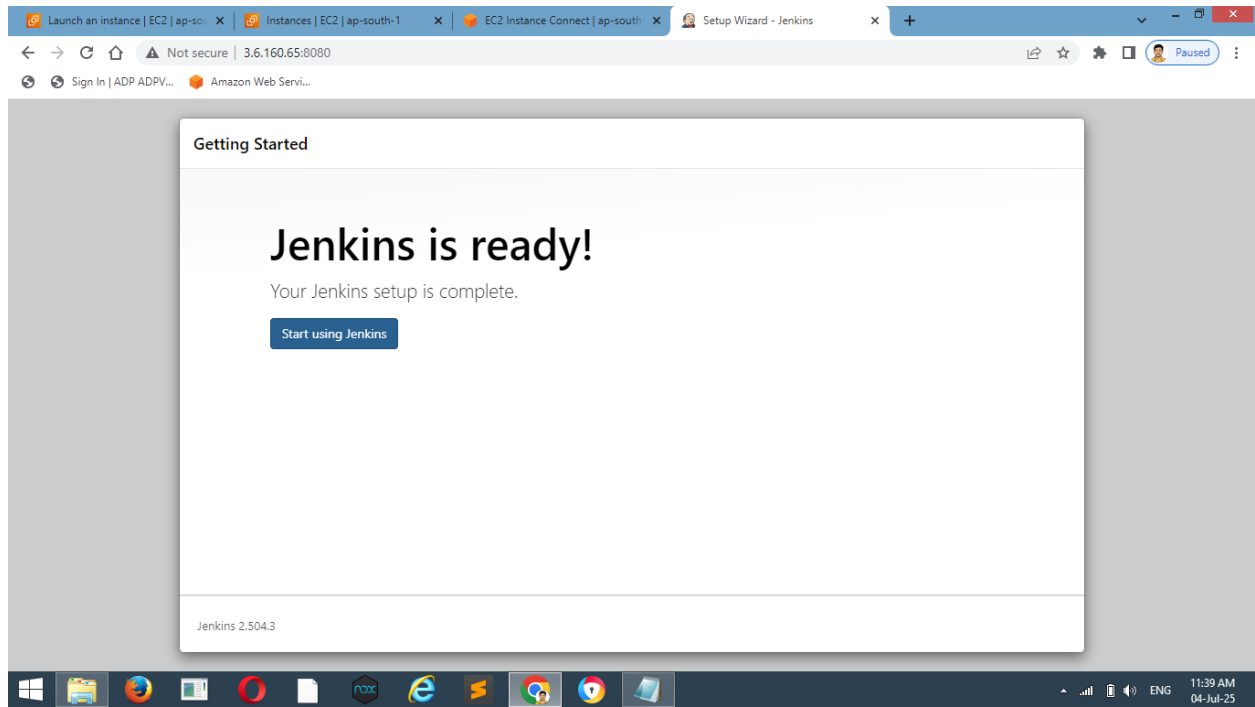 Launch an instance | EC2 | ap-sou
Instances | EC2 | ap-south-1
EC2 Instance Connect | ap-south-
Setup Wizard - Jenkins
Not secure | 3.6.160.65:8080
Paused
Sign In | ADP ADPV...
Amazon Web Servi...
Getting Started
Jenkins is ready!
Your Jenkins setup is complete.
Start using Jenkins
Jenkins 2.504.3
nox
ENG
11:39 AM
04-Jul-25